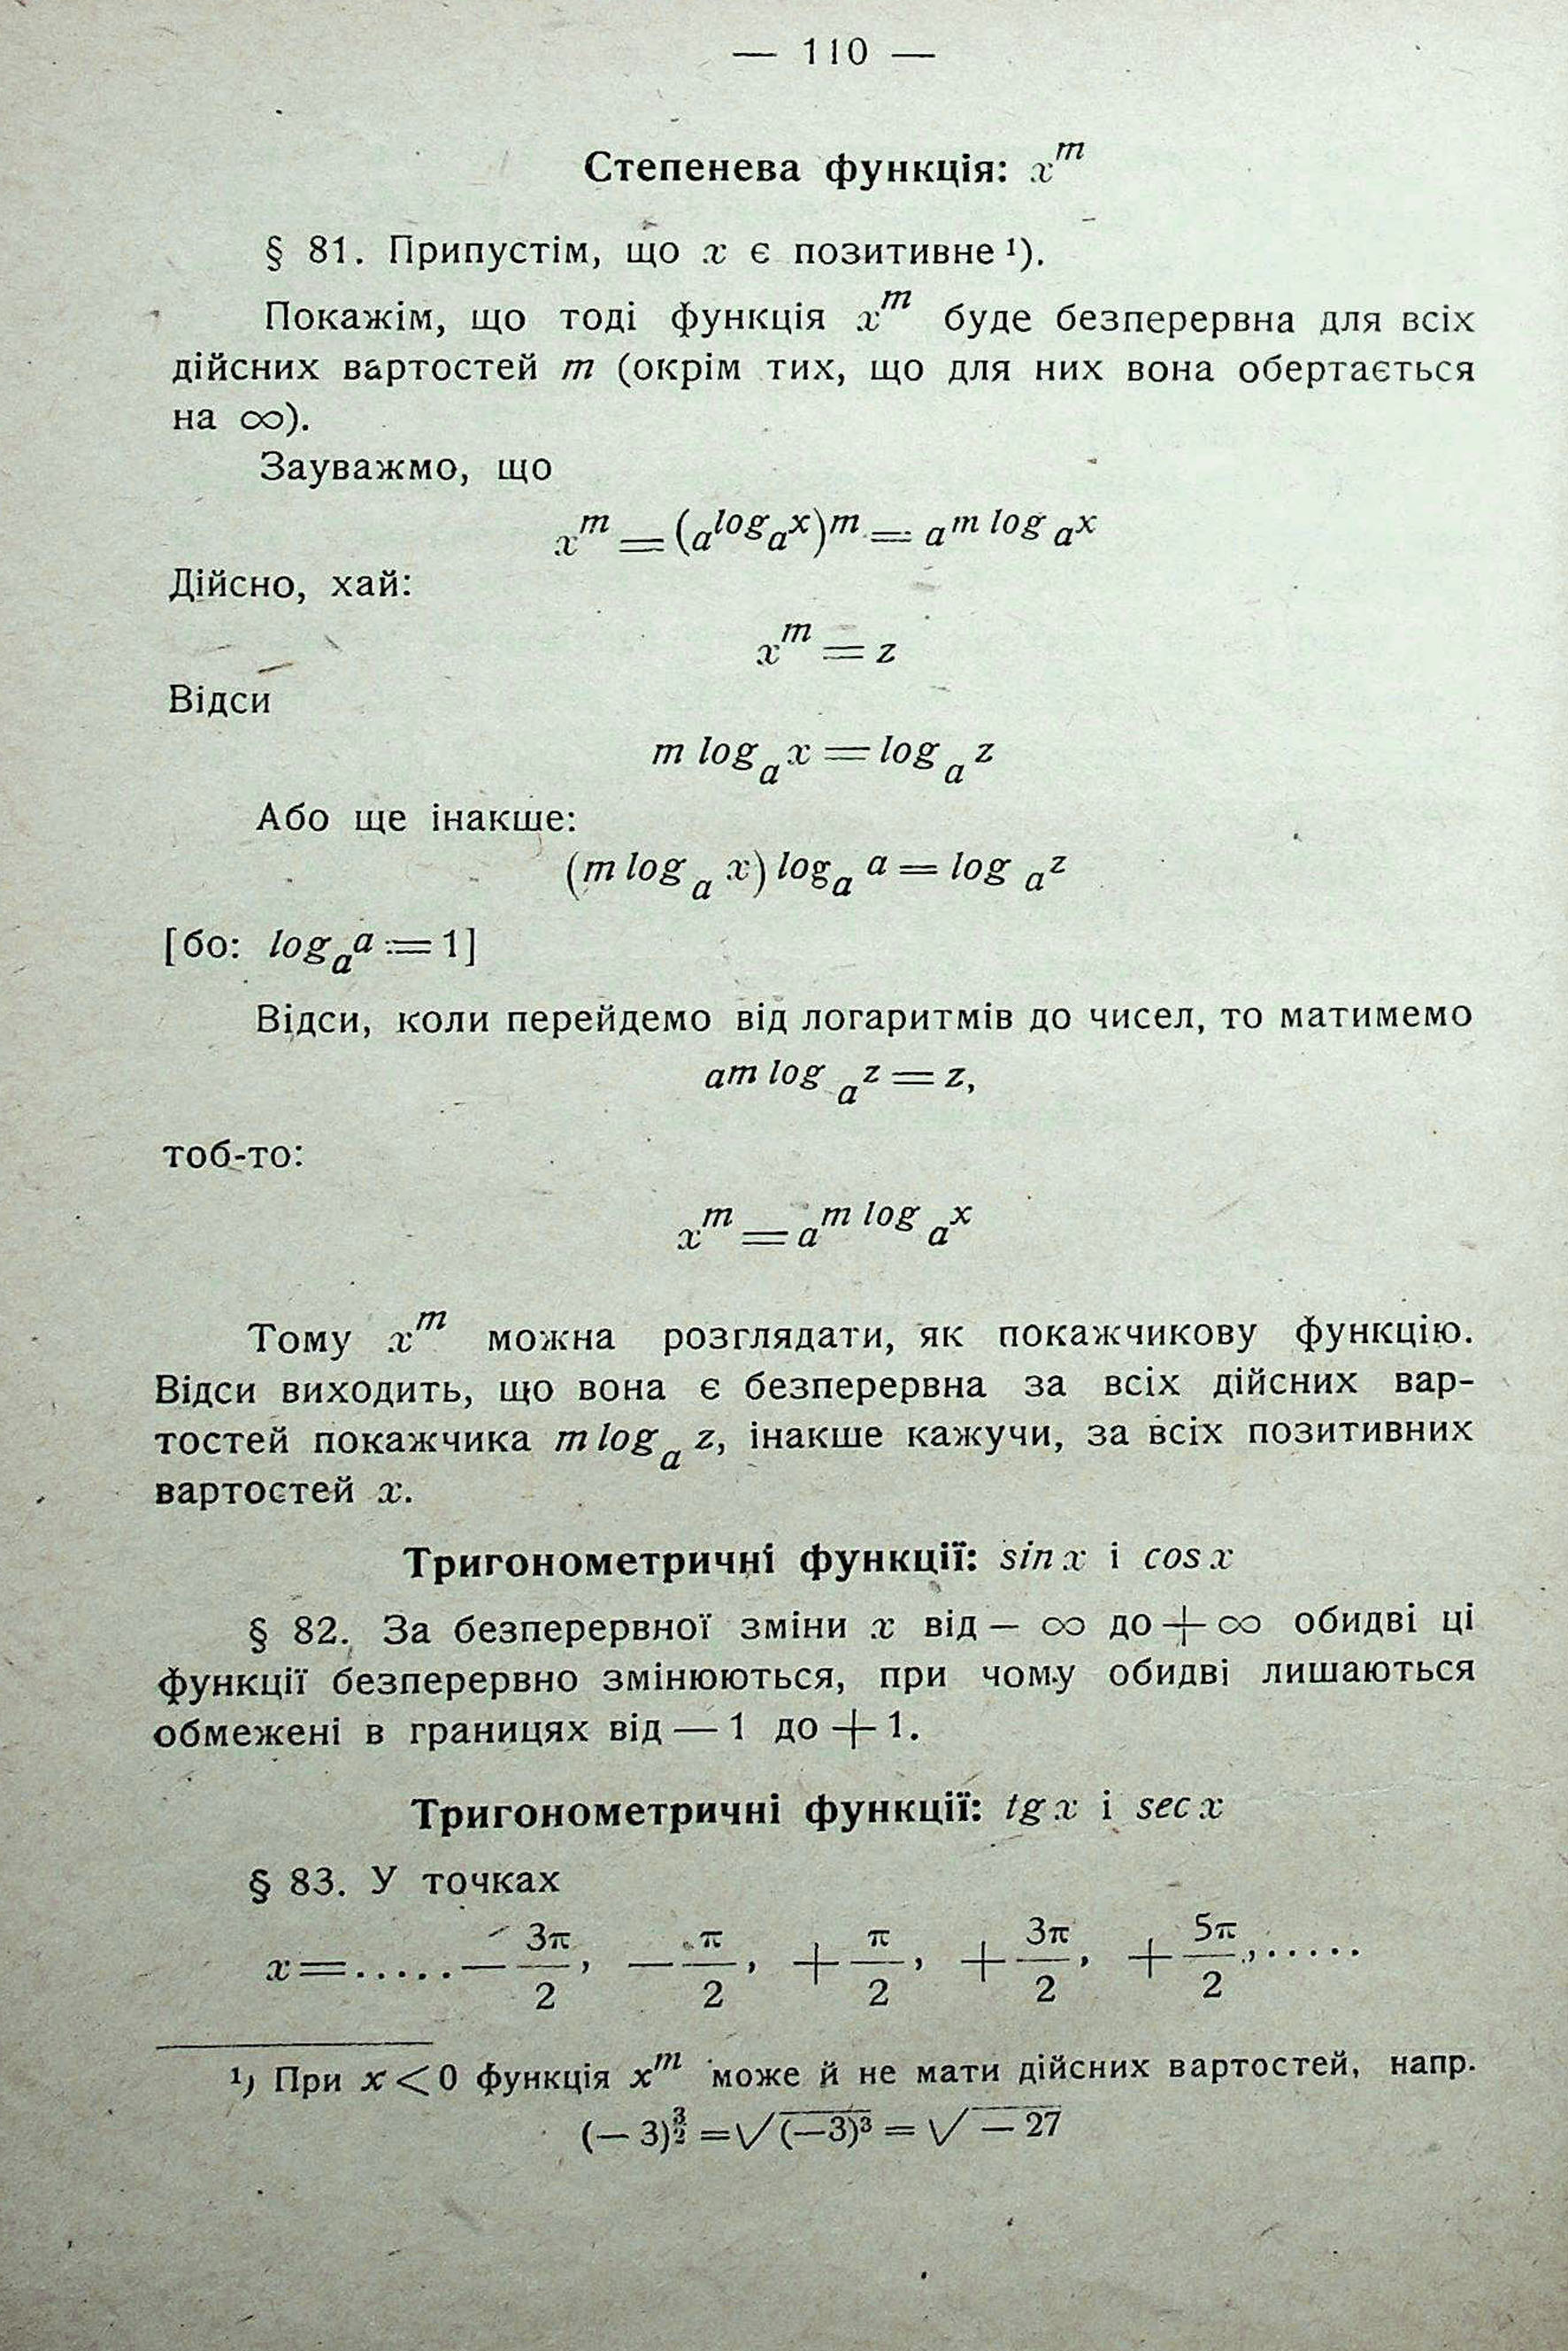 — 110 —
Степенева функція: x^m
§ 81. Припустім, що x є позитивне ¹).
Покажім, що тоді функція x^m буде безперервна для всіх
дійсних вартостей m (окрім тих, що для них вона обертається
на ∞).
Зауважмо, що
x^m = (a^{log_a x})^m = a^{m log_a x}
Дійсно, хай:
x^m = z
Відси
m log_a x = log_a z
Або ще інакше:
(m log_a x) log_a a = log_a z
[бо: log_a a = 1]
Відси, коли перейдемо від логаритмів до чисел, то матимемо
am log_a z = z,
тоб-то:
x^m = a^{m log_a x}
Тому x^m можна розглядати, як покажчикову функцію.
Відси виходить, що вона є безперервна за всіх дійсних вар-
тостей покажчика m log_a z, інакше кажучи, за всіх позитивних
вартостей x.
Тригонометричні функції: sin x і cos x
§ 82. За безперервної зміни x від — ∞ до + ∞ обидві ці
функції безперервно змінюються, при чому обидві лишаються
обмежені в границях від — 1 до + 1.
Тригонометричні функції: tg x і sec x
§ 83. У точках
x = ..... — 3π/2, — π/2, + π/2, + 3π/2, + 5π/2, .....
¹) При x < 0 функція x^m може й не мати дійсних вартостей, напр.
(— 3)^{3/2} = √(—3)³ = √— 27